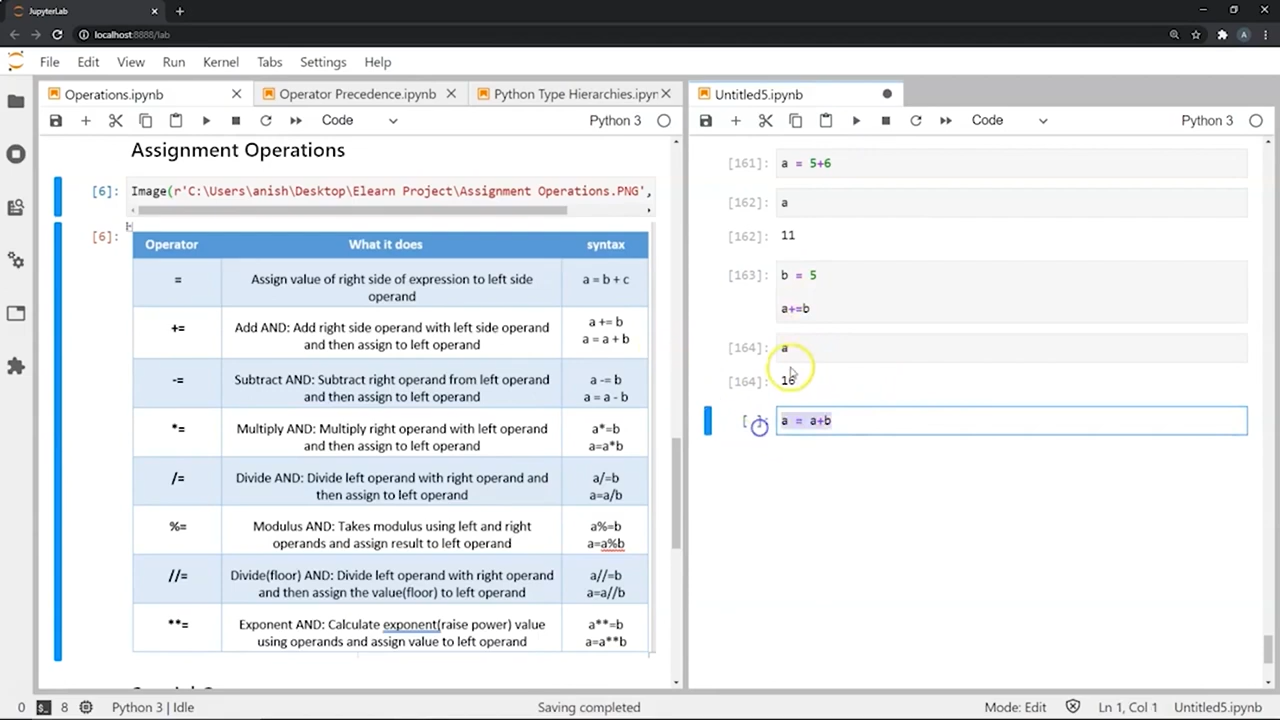 JupyterLab
localhost:8888/lab
File Edit View Run Kernel Tabs Settings Help
Operations.ipynb
Operator Precedence.ipynb
Python Type Hierarchies.ipyn
Untitled5.ipynb
Code
Python 3
Code
Python 3
Assignment Operations
[6]: Image(r'C:\Users\anish\Desktop\Elearn Project\Assignment Operations.PNG',
[6]:
Operator What it does syntax
= Assign value of right side of expression to left side operand a = b + c
+= Add AND: Add right side operand with left side operand and then assign to left operand a += b a = a + b
-= Subtract AND: Subtract right operand from left operand and then assign to left operand a -= b a = a - b
*= Multiply AND: Multiply right operand with left operand and then assign to left operand a*=b a=a*b
/= Divide AND: Divide left operand with right operand and then assign to left operand a/=b a=a/b
%= Modulus AND: Takes modulus using left and right operands and assign result to left operand a%=b a=a%b
//= Divide(floor) AND: Divide left operand with right operand and then assign the value(floor) to left operand a//=b a=a//b
**= Exponent AND: Calculate exponent(raise power) value using operands and assign value to left operand a**=b a=a**b
[161]: a = 5+6
[162]: a
[162]: 11
[163]: b = 5
a+=b
[164]: a
[164]: 16
[ ]: a = a+b
0 8 Python 3 | Idle Saving completed Mode: Edit Ln 1, Col 1 Untitled5.ipynb